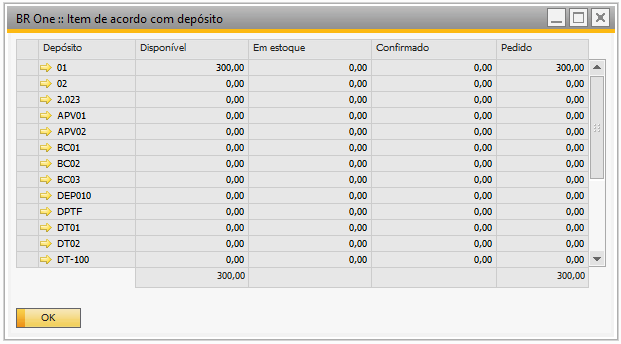 BR One :: Item de acordo com depósito
Depósito Disponível Em estoque Confirmado Pedido
01 300,00 0,00 0,00 300,00
02 0,00 0,00 0,00 0,00
2.023 0,00 0,00 0,00 0,00
APV01 0,00 0,00 0,00 0,00
APV02 0,00 0,00 0,00 0,00
BC01 0,00 0,00 0,00 0,00
BC02 0,00 0,00 0,00 0,00
BC03 0,00 0,00 0,00 0,00
DEP010 0,00 0,00 0,00 0,00
DPTF 0,00 0,00 0,00 0,00
DT01 0,00 0,00 0,00 0,00
DT02 0,00 0,00 0,00 0,00
DT-100 0,00 0,00 0,00 0,00
300,00 300,00
OK